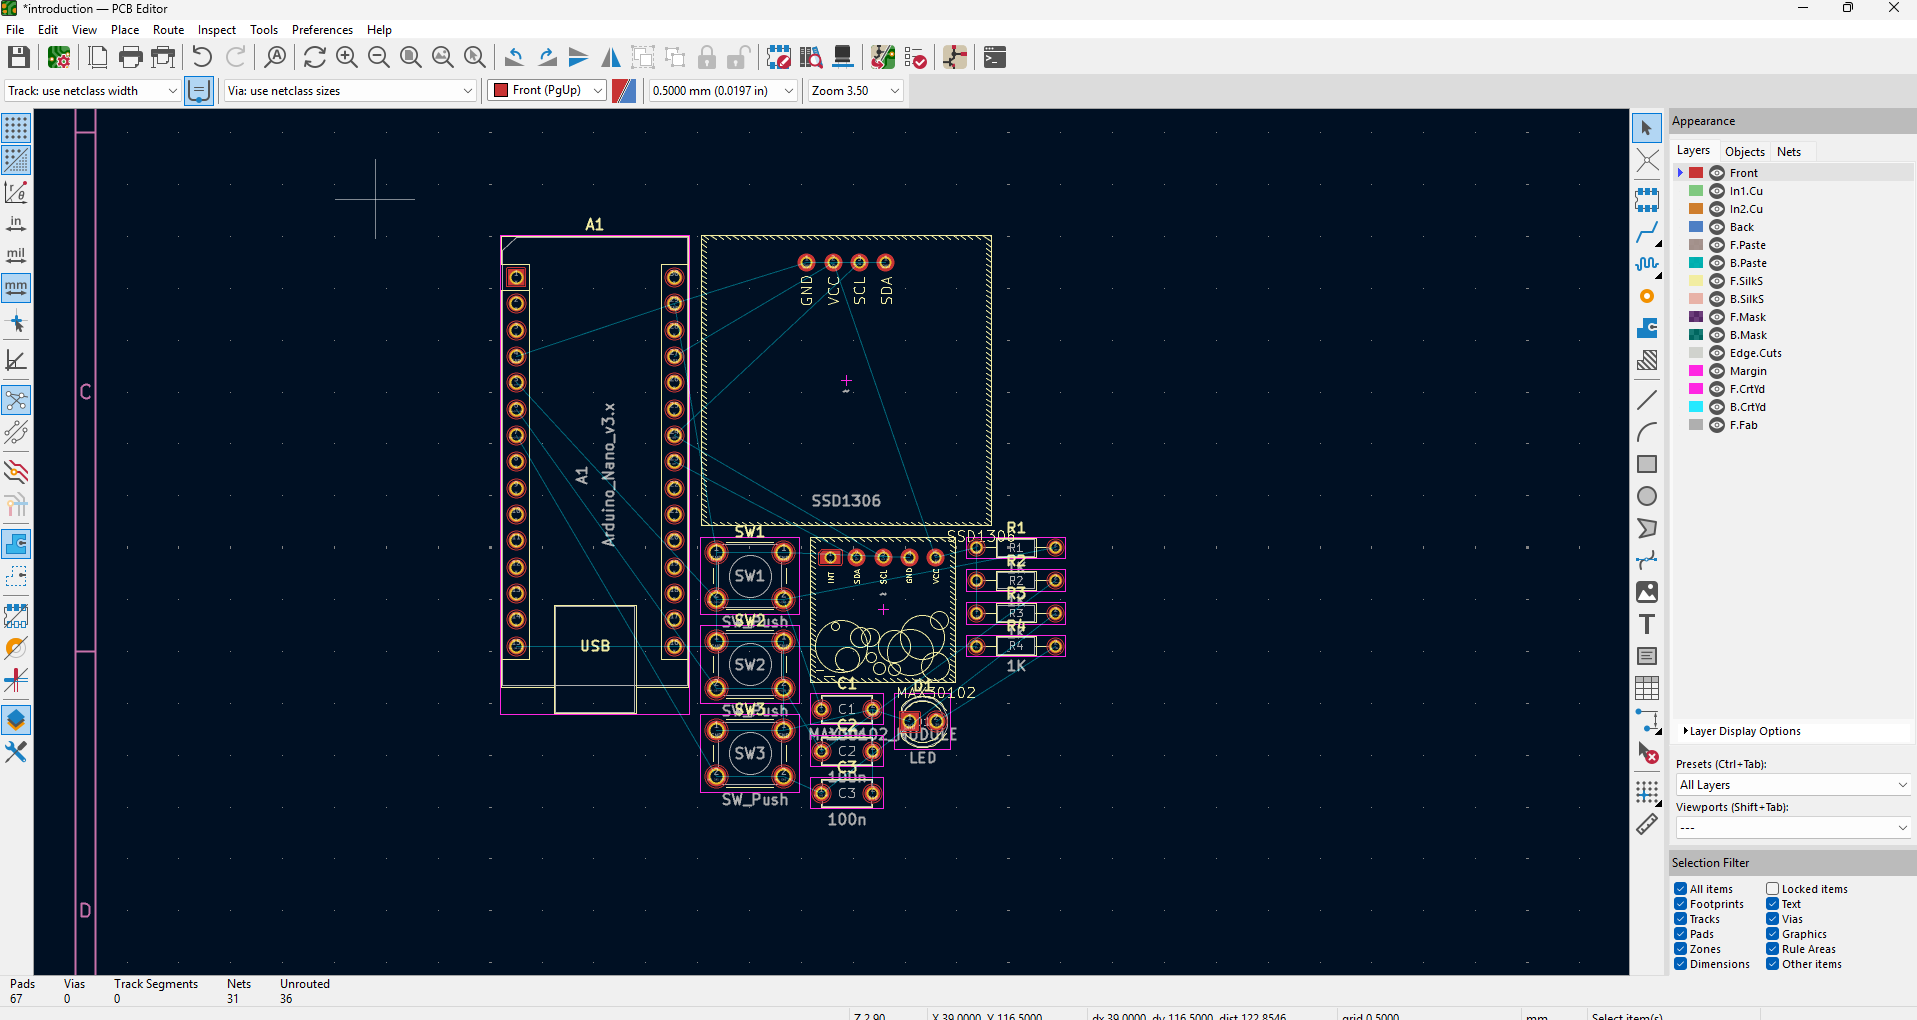 *introduction — PCB Editor
File Edit View Place Route Inspect Tools Preferences Help
Track: use netclass width
Via: use netclass sizes
Front (PgUp)
0.5000 mm (0.0197 in)
Zoom 3.50
in
mil
mm
C
D
A1
A1
Arduino_Nano_v3.x
USB
GND
VCC
SCL
SDA
SSD1306
SSD1306
SW1
SW1
SW_Push
SW2
SW2
SW_Push
SW3
SW3
SW_Push
INT
SDA
SCL
GND
VCC
MAX30102
MAX30102_MODULE
R1
R1
R2
R2
R3
R3
R4
R4
1K
C1
C1
C2
C2
100n
C3
C3
100n
D1
LED
Appearance
Layers Objects Nets
Front
In1.Cu
In2.Cu
Back
F.Paste
B.Paste
F.SilkS
B.SilkS
F.Mask
B.Mask
Edge.Cuts
Margin
F.CrtYd
B.CrtYd
F.Fab
Layer Display Options
Presets (Ctrl+Tab):
All Layers
Viewports (Shift+Tab):
---
Selection Filter
All items Locked items
Footprints Text
Tracks Vias
Pads Graphics
Zones Rule Areas
Dimensions Other items
Pads Vias Track Segments Nets Unrouted
67 0 0 31 36
Z 2.90 X 39.0000 Y 116.5000 dx 39.0000 dy 116.5000 dist 122.8546 grid 0.5000 mm Select item(s)